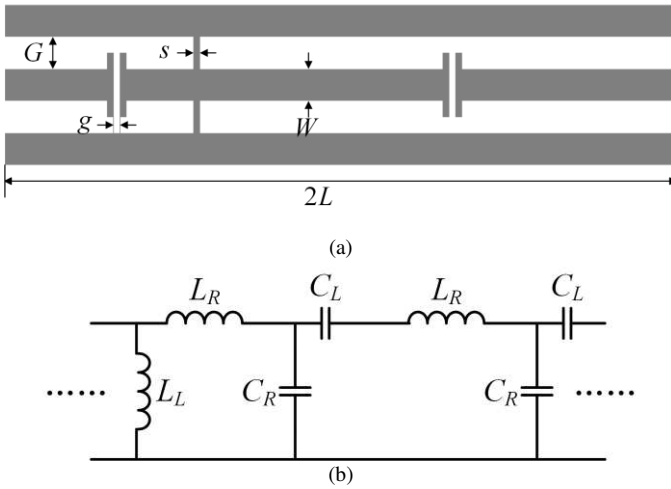 G
s
g
W
2L
(a)
L_R
C_L
L_R
C_L
......
L_L
C_R
C_R
......
(b)